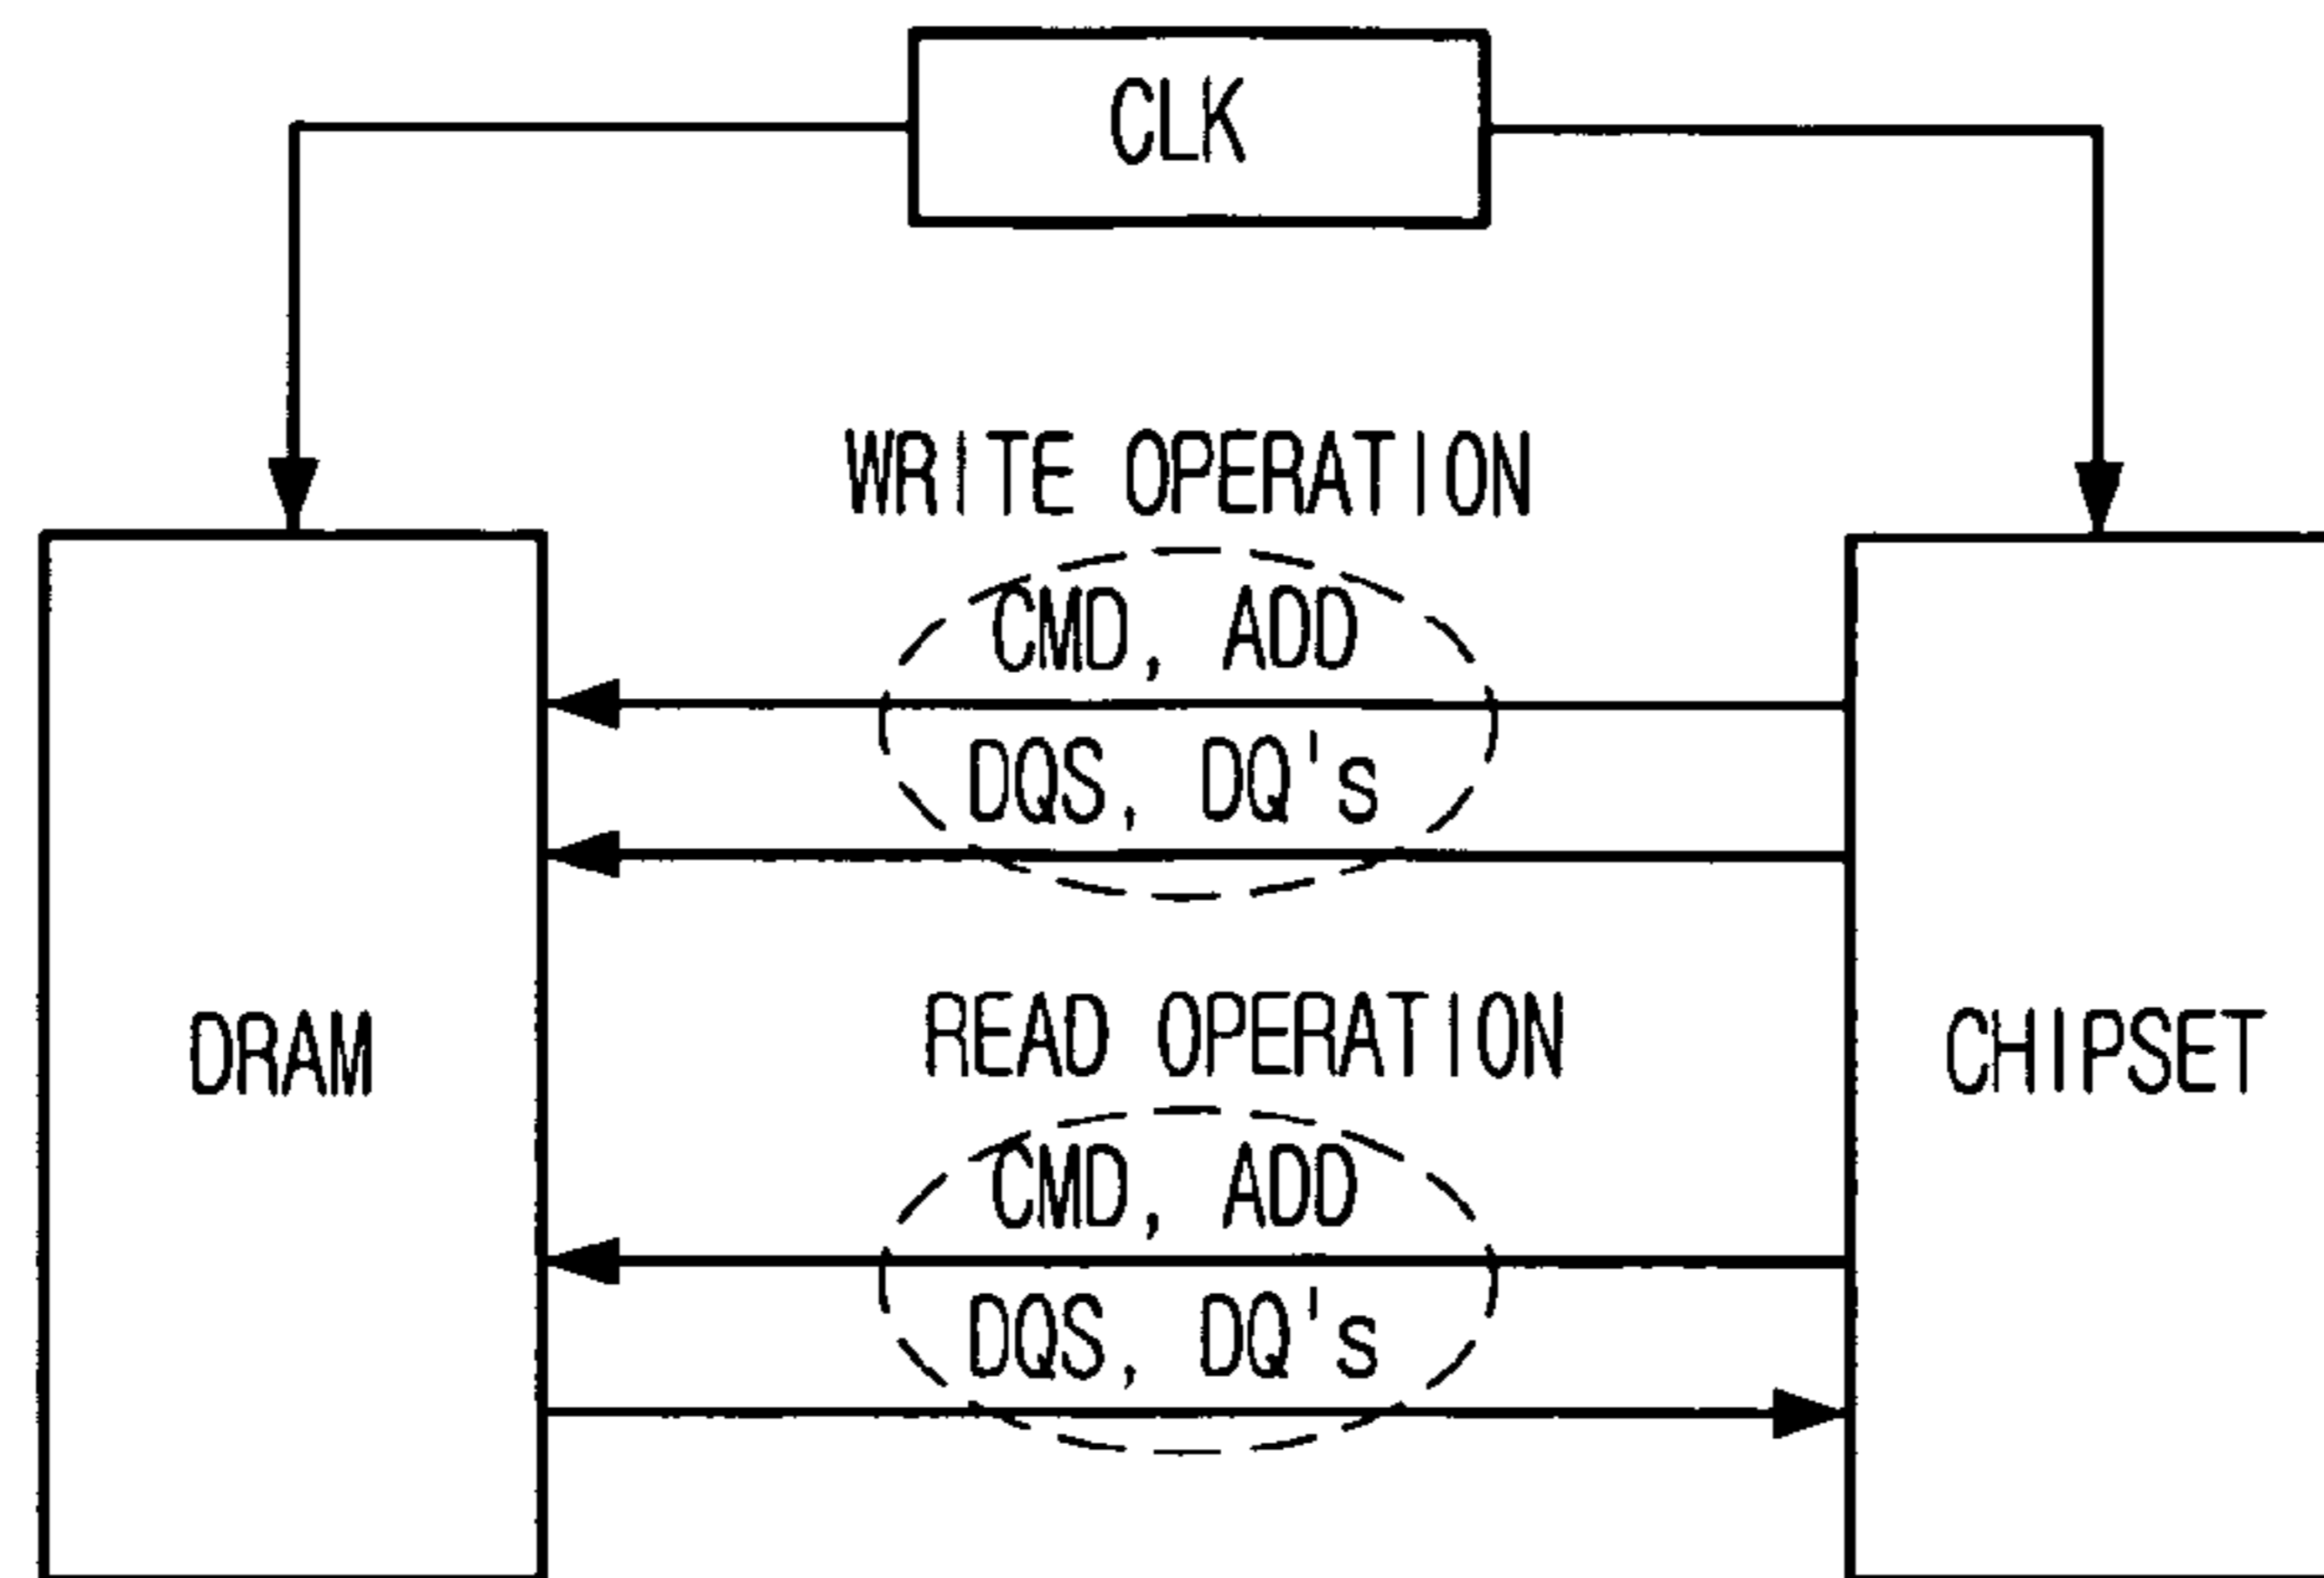 CLK
WRITE OPERATION
CMD, ADD
DQS, DQ's
DRAM
READ OPERATION
CHIPSET
CMD, ADD
DQS, DQ's